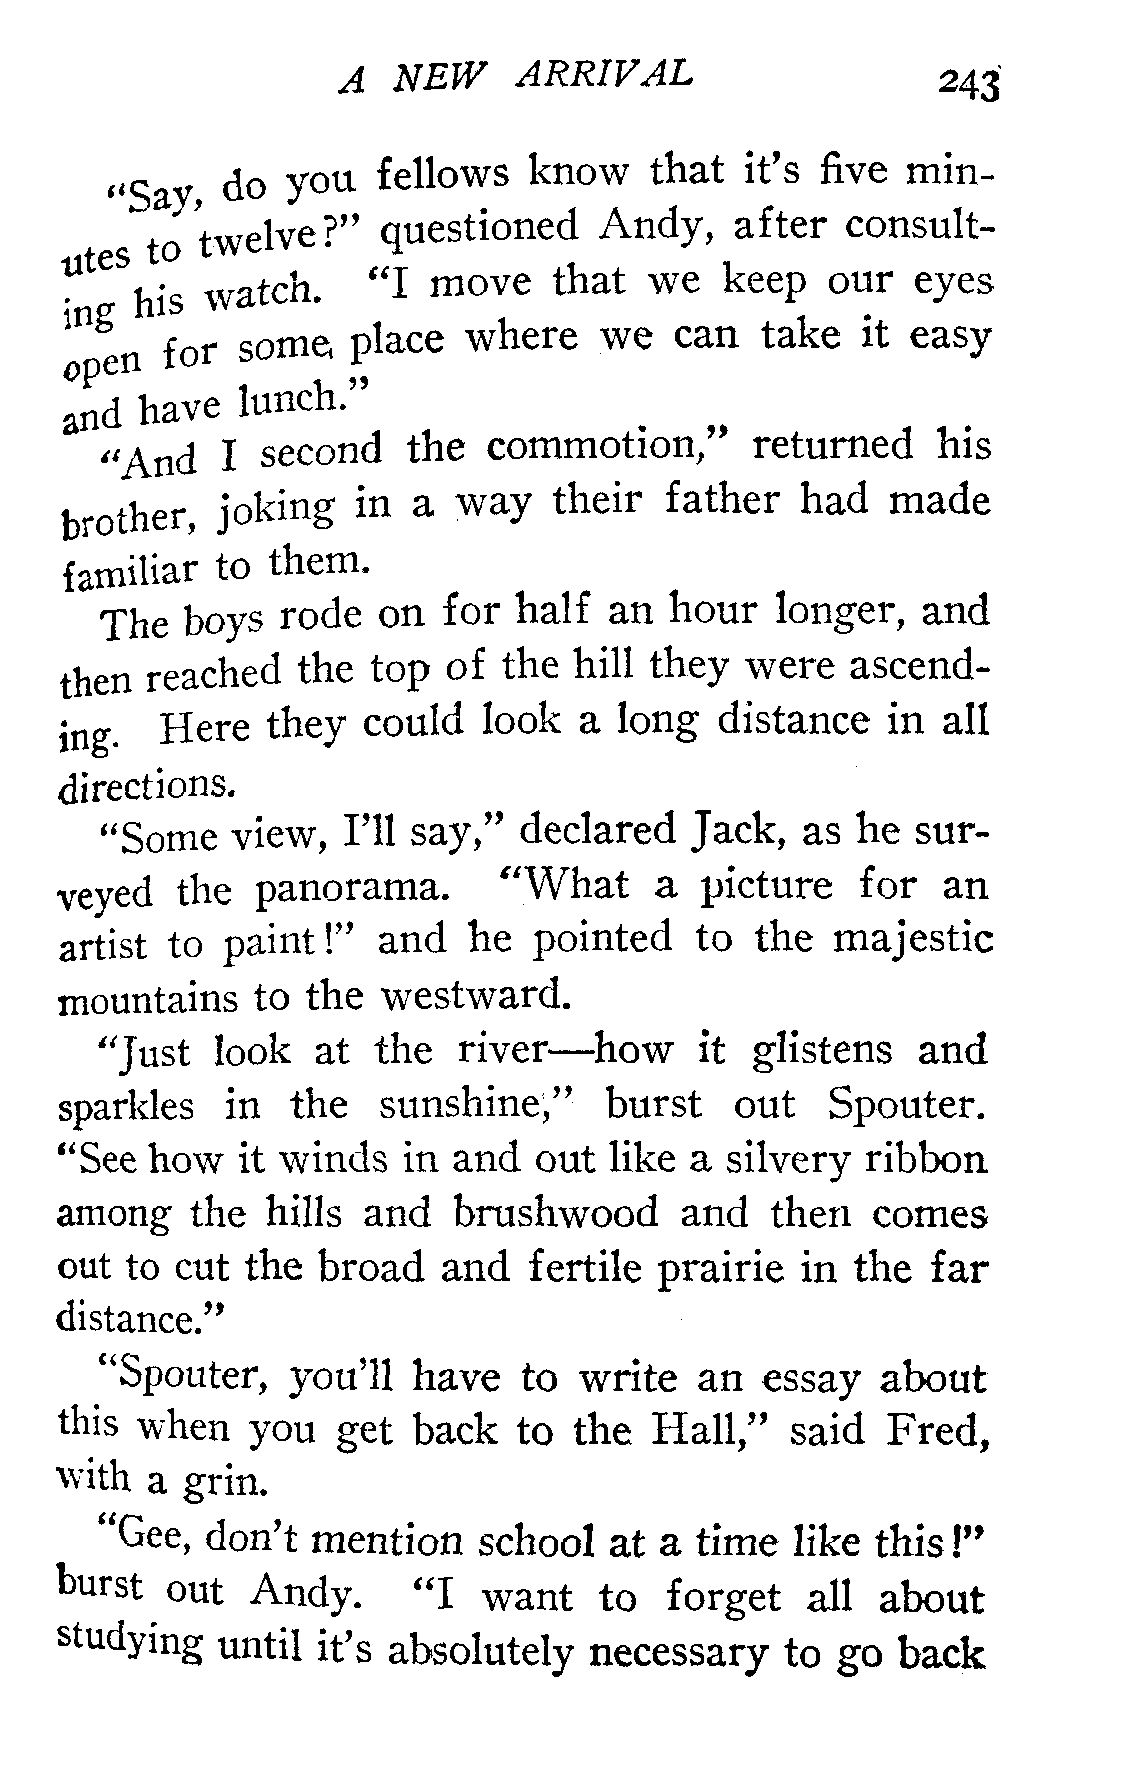 A NEW ARRIVAL 243
“Say, do you fellows know that it’s five min-
utes to twelve?” questioned Andy, after consult-
ing his watch. “I move that we keep our eyes
open for some place where we can take it easy
and have lunch.”
“And I second the commotion,” returned his
brother, joking in a way their father had made
familiar to them.
The boys rode on for half an hour longer, and
then reached the top of the hill they were ascend-
ing. Here they could look a long distance in all
directions.
“Some view, I’ll say,” declared Jack, as he sur-
veyed the panorama. “What a picture for an
artist to paint!” and he pointed to the majestic
mountains to the westward.
“Just look at the river—how it glistens and
sparkles in the sunshine,” burst out Spouter.
“See how it winds in and out like a silvery ribbon
among the hills and brushwood and then comes
out to cut the broad and fertile prairie in the far
distance.”
“Spouter, you’ll have to write an essay about
this when you get back to the Hall,” said Fred,
with a grin.
“Gee, don’t mention school at a time like this!”
burst out Andy. “I want to forget all about
studying until it’s absolutely necessary to go back